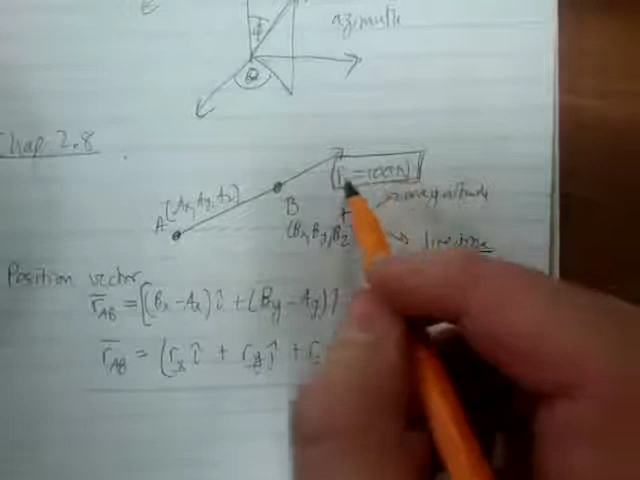 φ
azimuth
θ
Chap 2.8
(Ax, Ay, Az)
= 100N
A
B
magnitude
+
(Bx, By, Bz)
Position vector
r̅AB = [(Bx - Ax) î + (By - Ay) ĵ
r̅AB = (rx î + ry ĵ + r